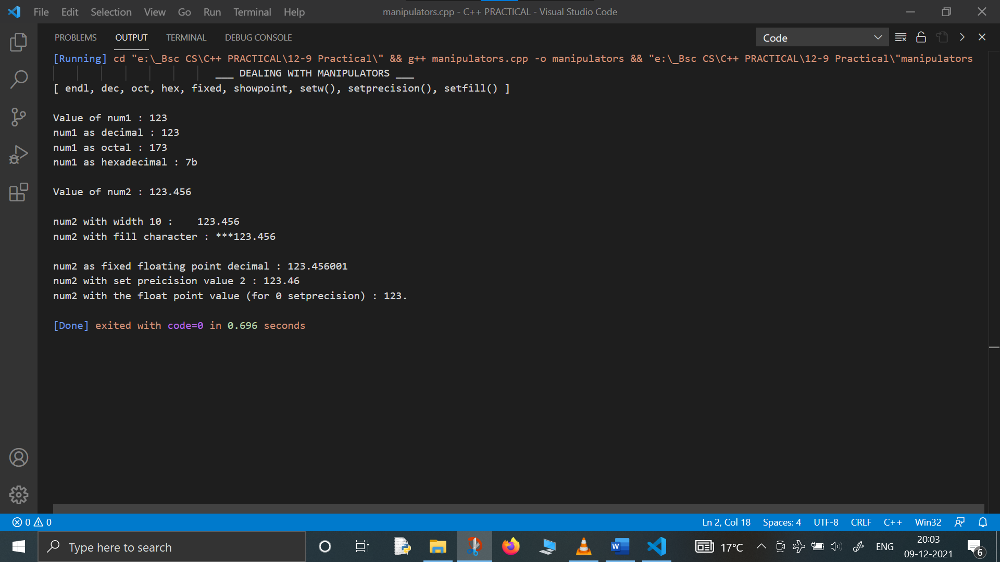 File Edit Selection View Go Run Terminal Help
manipulators.cpp - C++ PRACTICAL - Visual Studio Code
PROBLEMS OUTPUT TERMINAL DEBUG CONSOLE
Code
[Running] cd "e:\_Bsc CS\C++ PRACTICAL\12-9 Practical\" && g++ manipulators.cpp -o manipulators && "e:\_Bsc CS\C++ PRACTICAL\12-9 Practical\"manipulators
___ DEALING WITH MANIPULATORS ___
[ endl, dec, oct, hex, fixed, showpoint, setw(), setprecision(), setfill() ]
Value of num1 : 123
num1 as decimal : 123
num1 as octal : 173
num1 as hexadecimal : 7b
Value of num2 : 123.456
num2 with width 10 :    123.456
num2 with fill character : ***123.456
num2 as fixed floating point decimal : 123.456001
num2 with set preicision value 2 : 123.46
num2 with the float point value (for 0 setprecision) : 123.
[Done] exited with code=0 in 0.696 seconds
0 0
Ln 2, Col 18 Spaces: 4 UTF-8 CRLF C++ Win32
Type here to search
W
17°C
ENG
20:03
09-12-2021
6